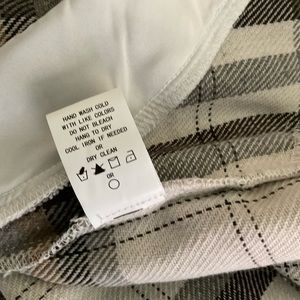 HAND WASH COLD
WITH LIKE COLORS
DO NOT BLEACH
HANG TO DRY
COOL IRON IF NEEDED
OR
DRY CLEAN
OR